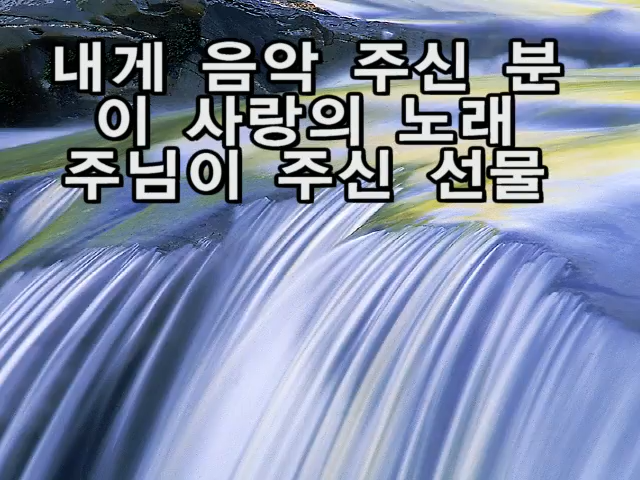 내게 음악 주신 분
이 사랑의 노래
주님이 주신 선물